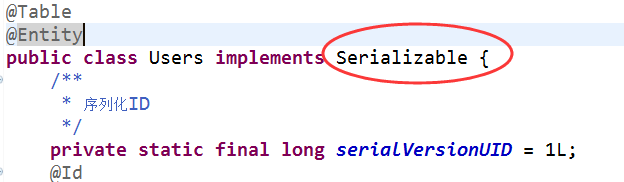 @Table
@Entity
public class Users implements Serializable {
/**
* 序列化ID
*/
private static final long serialVersionUID = 1L;
@Id